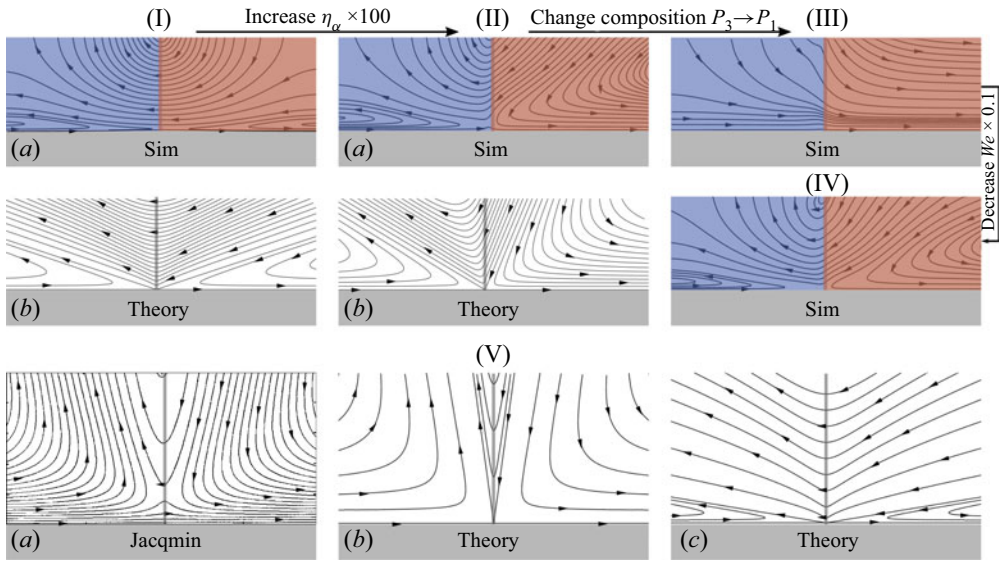 (I)
Increase η_α ×100
(II)
Change composition P_3→P_1
(III)
(a)
Sim
(a)
Sim
Sim
Decrease We × 0.1
(IV)
(b)
Theory
(b)
Theory
Sim
(V)
(a)
Jacqmin
(b)
Theory
(c)
Theory